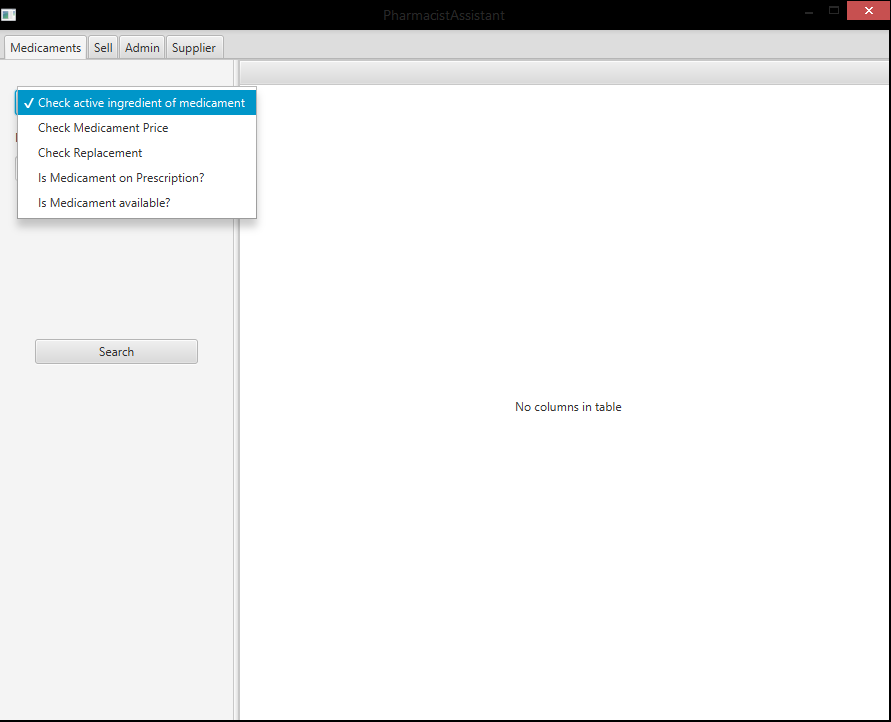 PharmacistAssistant
Medicaments Sell Admin Supplier
Check active ingredient of medicament
Check Medicament Price
Check Replacement
Is Medicament on Prescription?
Is Medicament available?
Search
No columns in table